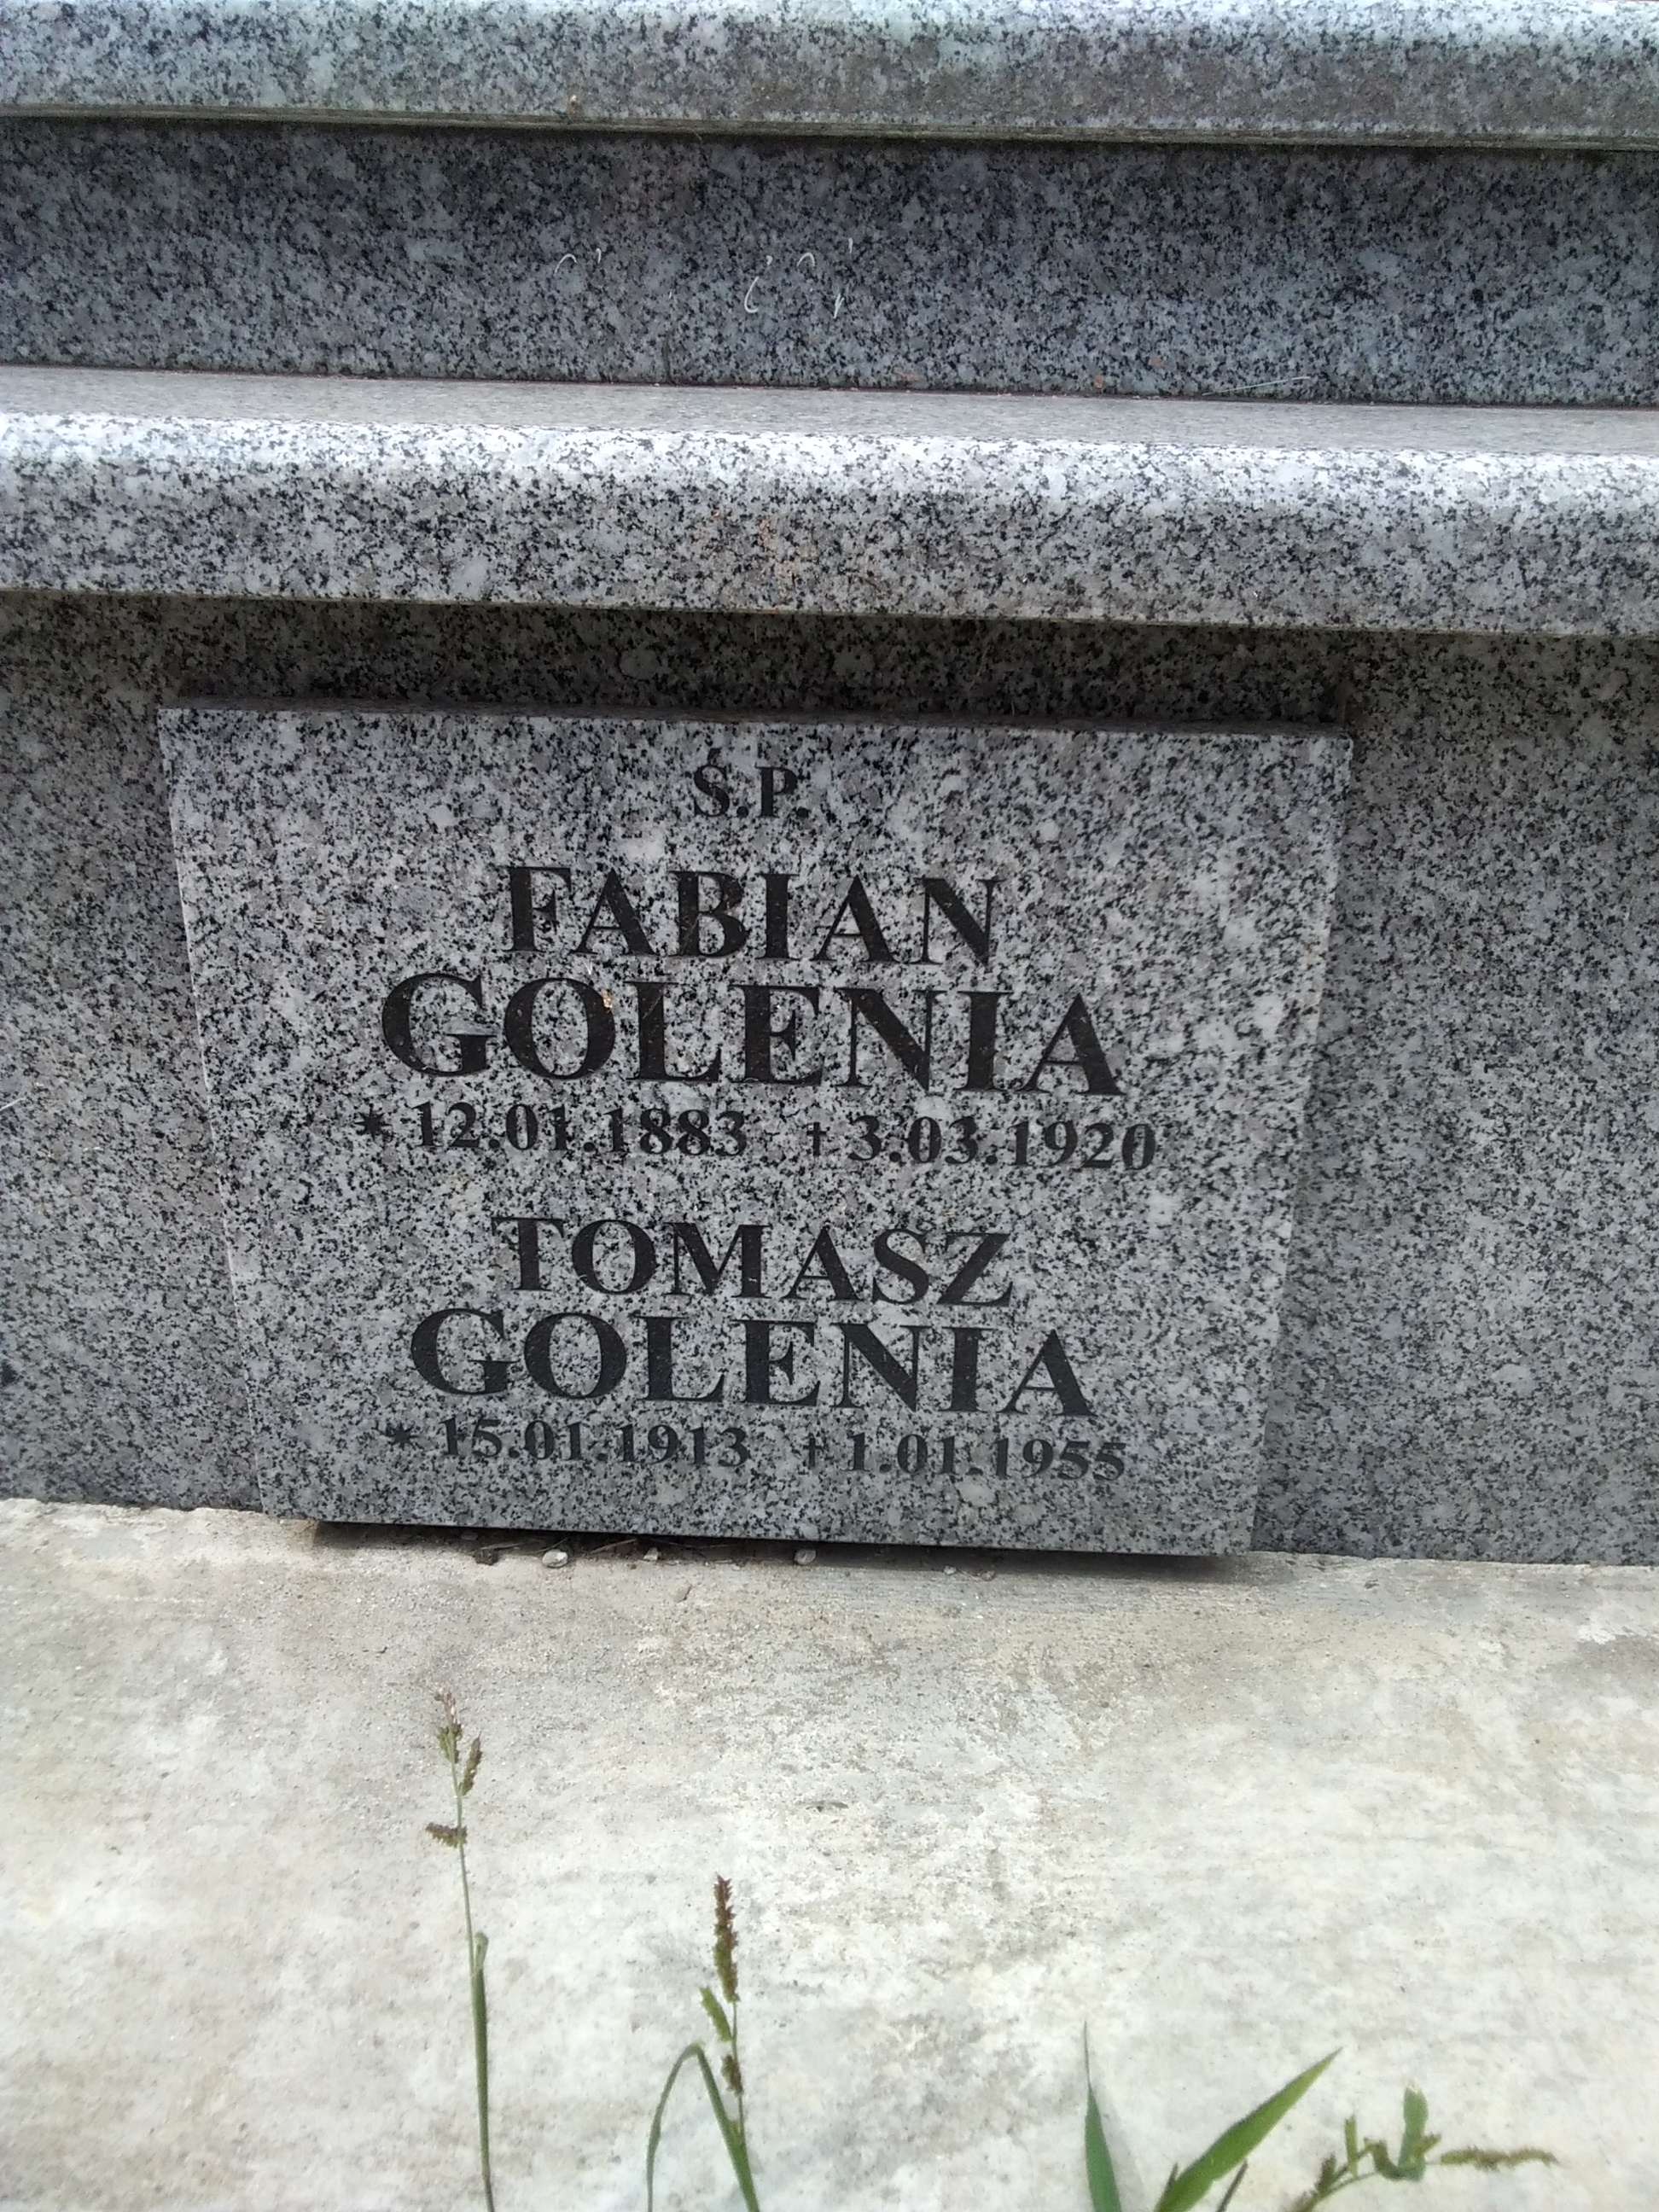 Ś.P.
FABIAN
GOLENIA
* 12.01.1883 † 3.03.1920
TOMASZ
GOLENIA
* 15.01.1913 † 1.01.1955